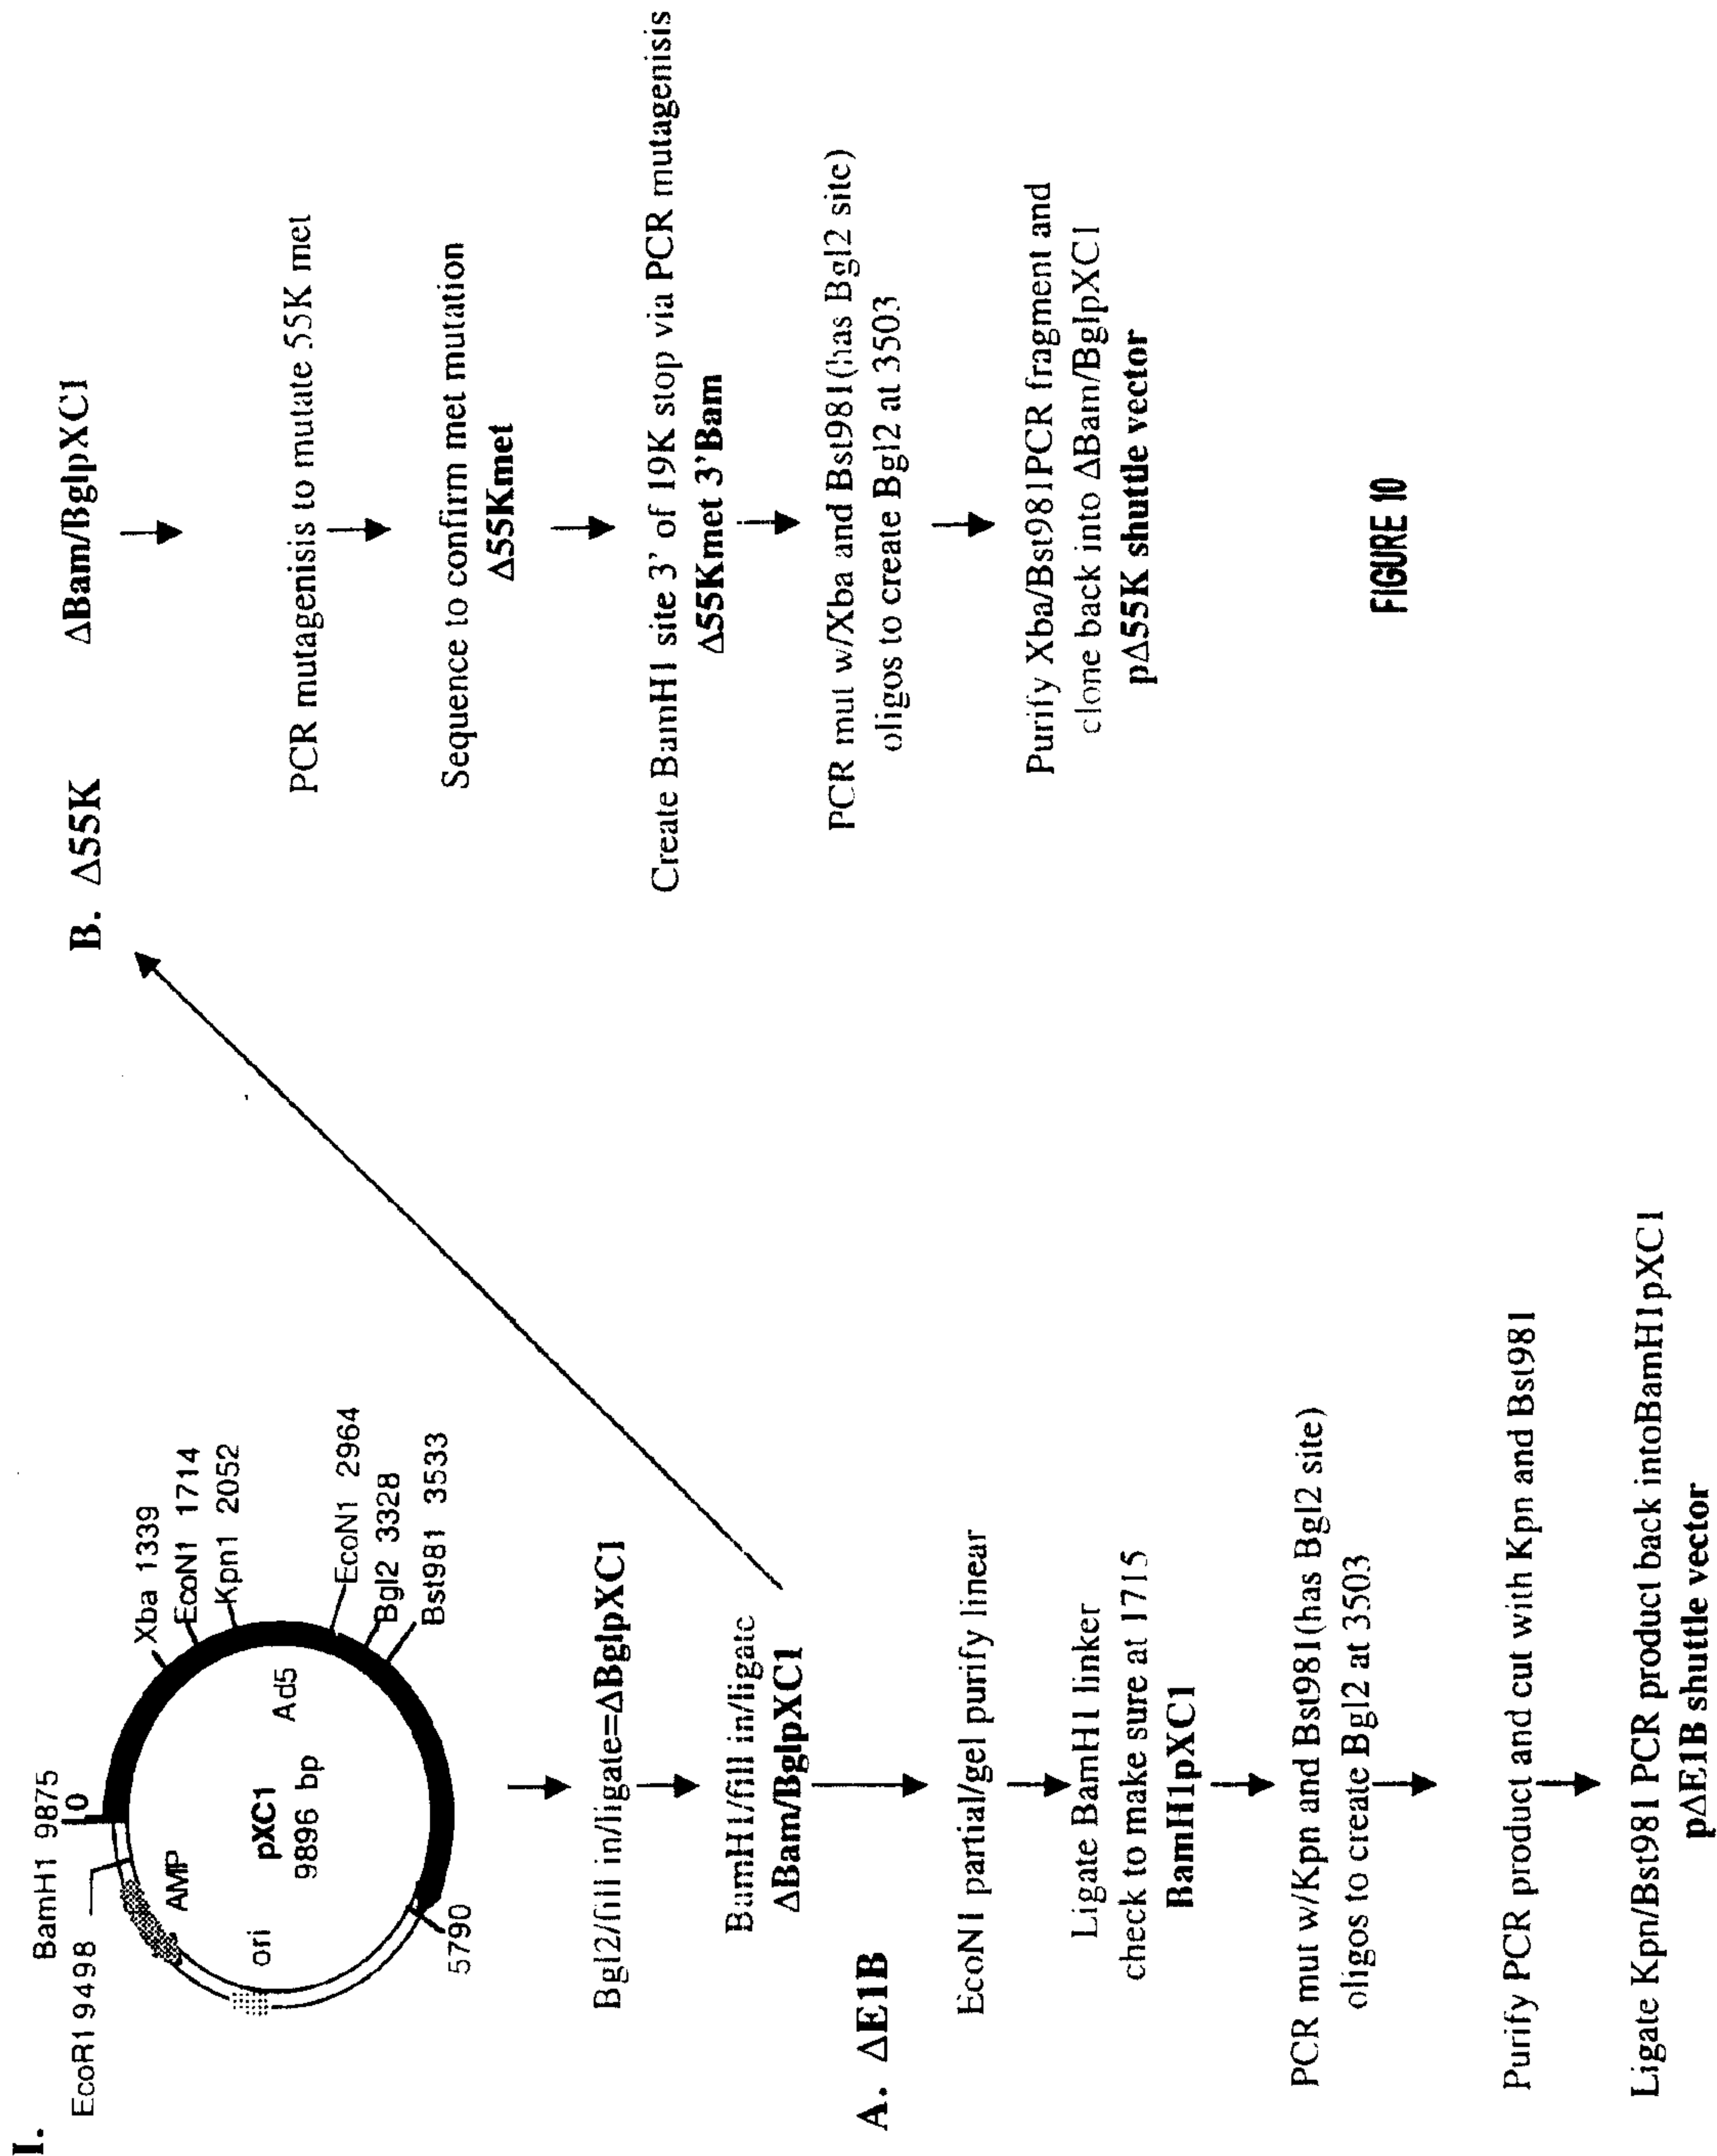 I.
BamH1 9875
0
EcoR1 9498
AMP
ori
pXC1
9896 bp
Ad5
5790
Xba 1339
EcoN1 1714
Kpn1 2052
EcoN1 2964
Bgl2 3328
Bst981 3533
Bgl2/fill in/ligate=ΔBglpXC1
BamH1/fill in/ligate
ΔBam/BglpXC1
A. ΔE1B
EcoN1 partial/gel purify linear
Ligate BamH1 linker
check to make sure at 1715
BamH1pXC1
PCR mut w/Kpn and Bst981(has Bgl2 site)
oligos to create Bgl2 at 3503
Purify PCR product and cut with Kpn and Bst981
Ligate Kpn/Bst981 PCR product back intoBamH1pXC1
pΔE1B shuttle vector
B. Δ55K
ΔBam/BglpXC1
PCR mutagenisis to mutate 55K met
Sequence to confirm met mutation
Δ55Kmet
Create BamH1 site 3' of 19K stop via PCR mutagenisis
Δ55Kmet 3'Bam
PCR mut w/Xba and Bst981(has Bgl2 site)
oligos to create Bgl2 at 3503
Purify Xba/Bst981PCR fragment and
clone back into ΔBam/BglpXC1
pΔ55K shuttle vector
FIGURE 10